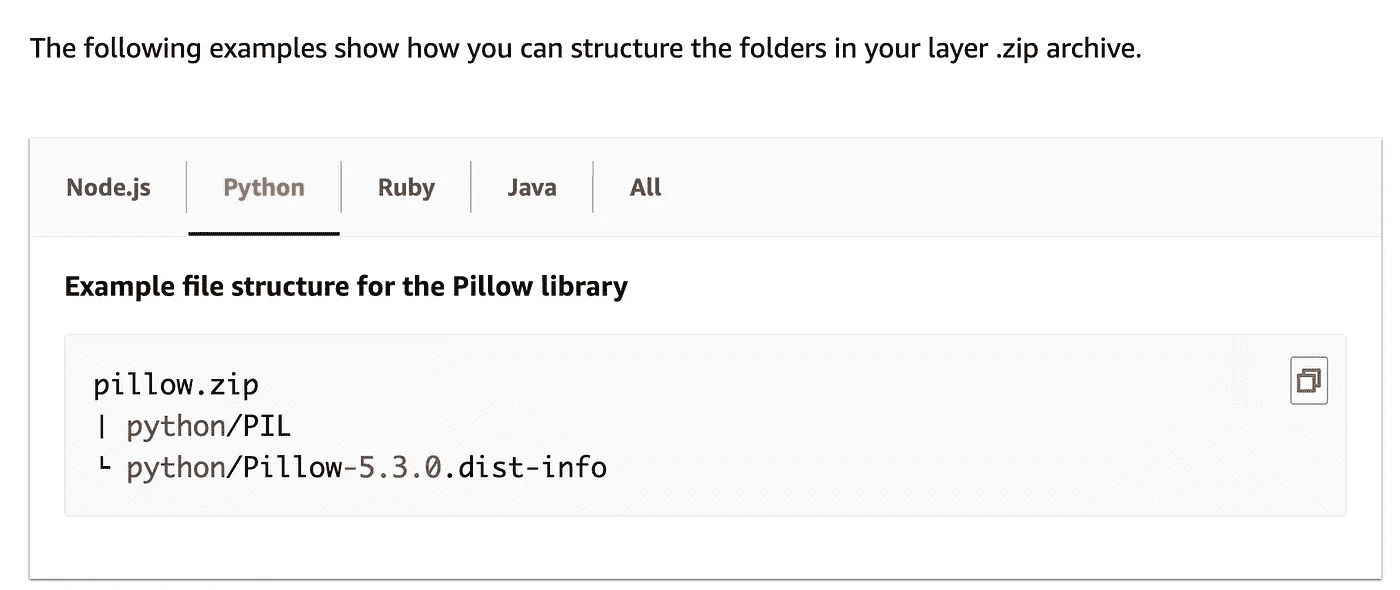 The following examples show how you can structure the folders in your layer .zip archive.
Node.js Python Ruby Java All
Example file structure for the Pillow library
pillow.zip
| python/PIL
└ python/Pillow-5.3.0.dist-info